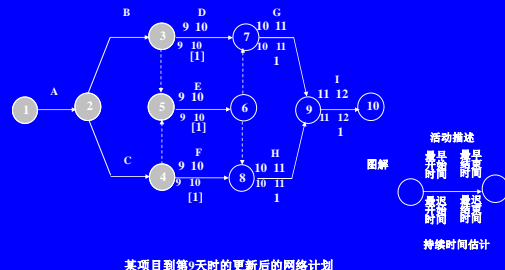 B D G
9 10 10 11
3 7
9 10 10 11
[1] 1
A E I
9 10 11 12
1 2 5 6 9 10
9 10 11 12
[1] 1
C F H
9 10 10 11
4 8
9 10 10 11
[1] 1
活动描述
图解
最早开始时间 最早结束时间
最迟开始时间 最迟结束时间
持续时间估计
某项目到第9天时的更新后的网络计划